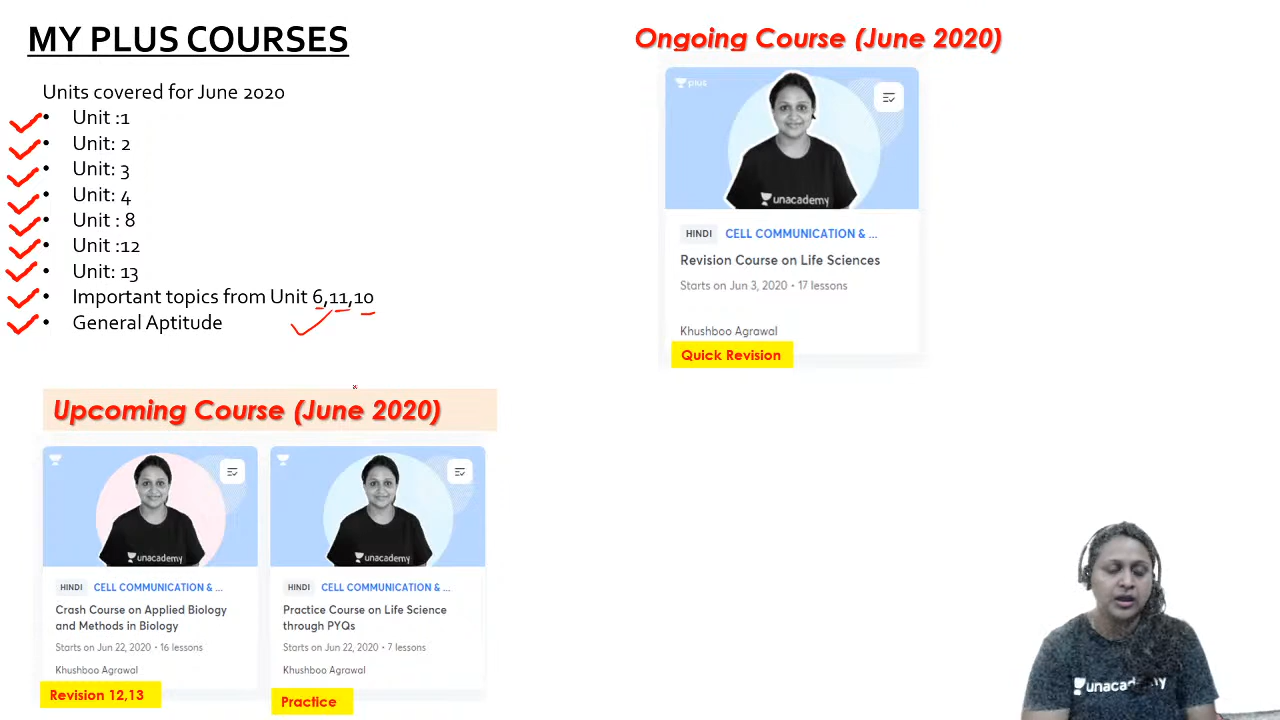 MY PLUS COURSES
Units covered for June 2020
• Unit :1
• Unit: 2
• Unit: 3
• Unit: 4
• Unit : 8
• Unit :12
• Unit: 13
• Important topics from Unit 6,11,10
• General Aptitude
Ongoing Course (June 2020)
plus
unacademy
HINDI CELL COMMUNICATION & ...
Revision Course on Life Sciences
Starts on Jun 3, 2020 • 17 lessons
Khushboo Agrawal
Quick Revision
Upcoming Course (June 2020)
unacademy
HINDI CELL COMMUNICATION & ...
Crash Course on Applied Biology
and Methods in Biology
Starts on Jun 22, 2020 • 16 lessons
Khushboo Agrawal
Revision 12,13
unacademy
HINDI CELL COMMUNICATION & ...
Practice Course on Life Science
through PYQs
Starts on Jun 22, 2020 • 7 lessons
Khushboo Agrawal
Practice
unacademy